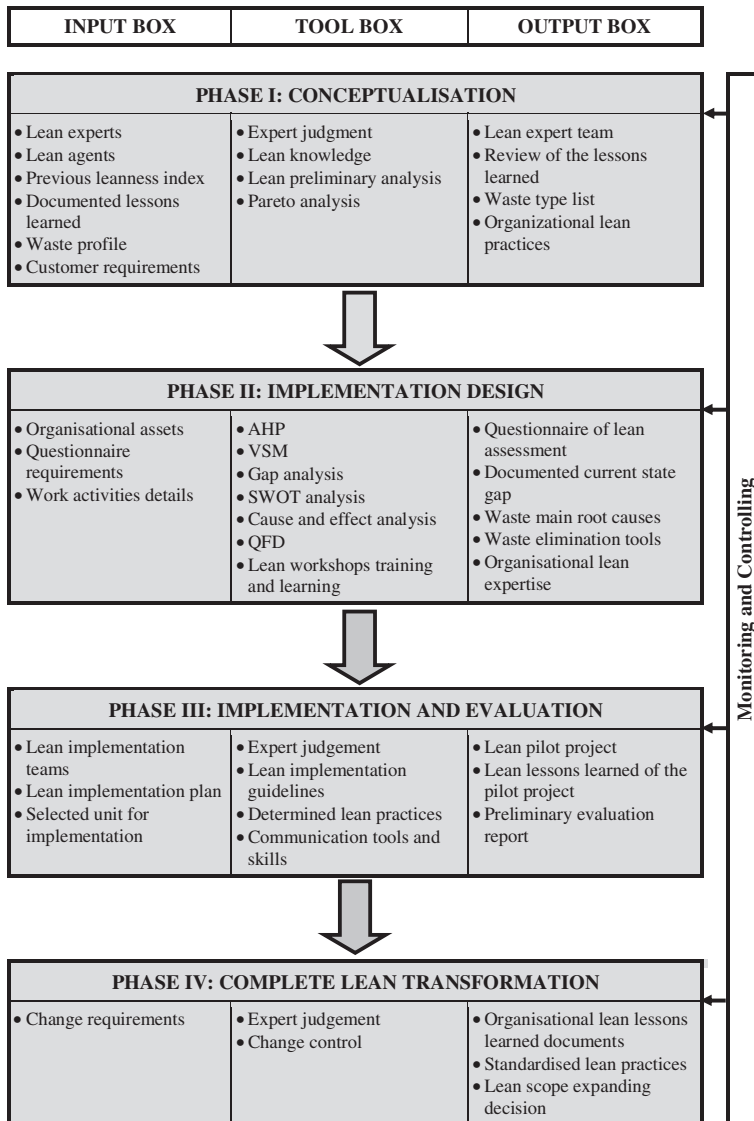 INPUT BOX
TOOL BOX
OUTPUT BOX
PHASE I: CONCEPTUALISATION
• Lean experts
• Lean agents
• Previous leanness index
• Documented lessons
learned
• Waste profile
• Customer requirements
• Expert judgment
• Lean knowledge
• Lean preliminary analysis
• Pareto analysis
• Lean expert team
• Review of the lessons
learned
• Waste type list
• Organizational lean
practices
PHASE II: IMPLEMENTATION DESIGN
• Organisational assets
• Questionnaire
requirements
• Work activities details
• AHP
• VSM
• Gap analysis
• SWOT analysis
• Cause and effect analysis
• QFD
• Lean workshops training
and learning
• Questionnaire of lean
assessment
• Documented current state
gap
• Waste main root causes
• Waste elimination tools
• Organisational lean
expertise
PHASE III: IMPLEMENTATION AND EVALUATION
• Lean implementation
teams
• Lean implementation plan
• Selected unit for
implementation
• Expert judgement
• Lean implementation
guidelines
• Determined lean practices
• Communication tools and
skills
• Lean pilot project
• Lean lessons learned of the
pilot project
• Preliminary evaluation
report
PHASE IV: COMPLETE LEAN TRANSFORMATION
• Change requirements
• Expert judgement
• Change control
• Organisational lean lessons
learned documents
• Standardised lean practices
• Lean scope expanding
decision
Monitoring and Controlling